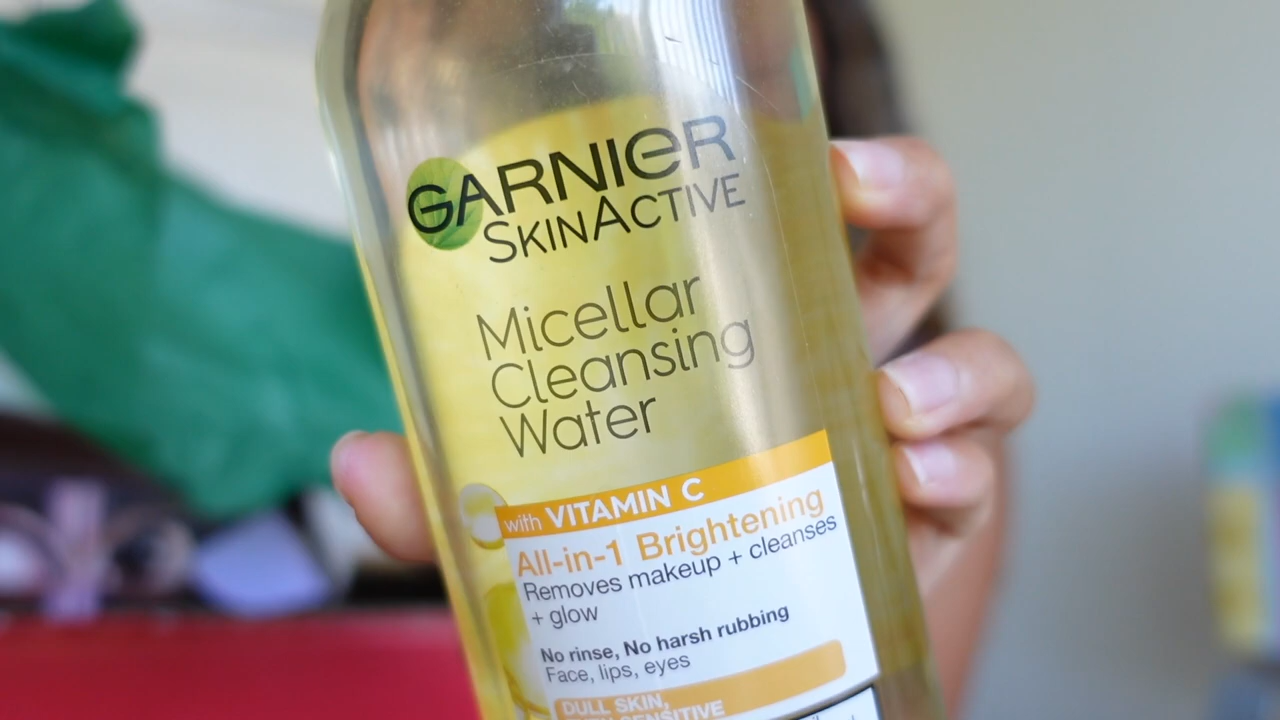 GARNIER
SKINACTIVE
Micellar
Cleansing
Water
with VITAMIN C
All-in-1 Brightening
Removes makeup + cleanses
+ glow
No rinse, No harsh rubbing
Face, lips, eyes
DULL SKIN,
SENSITIVE